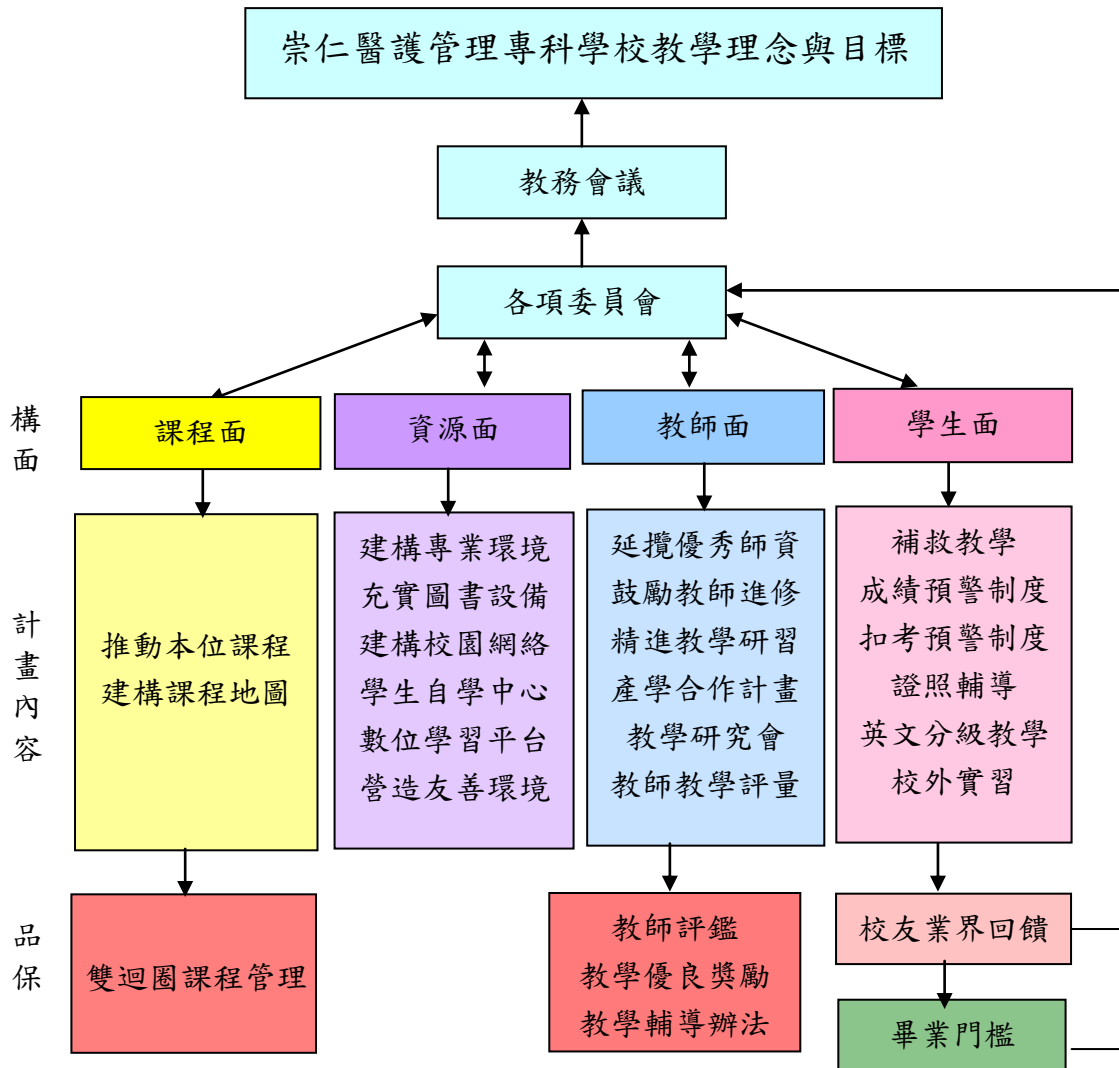 崇仁醫護管理專科學校教學理念與目標
教務會議
各項委員會
構面
課程面
資源面
教師面
學生面
計畫內容
推動本位課程
建構課程地圖
建構專業環境
充實圖書設備
建構校園網絡
學生自學中心
數位學習平台
營造友善環境
延攬優秀師資
鼓勵教師進修
精進教學研習
產學合作計畫
教學研究會
教師教學評量
補救教學
成績預警制度
扣考預警制度
證照輔導
英文分級教學
校外實習
品保
雙迴圈課程管理
教師評鑑
教學優良獎勵
教學輔導辦法
校友業界回饋
畢業門檻